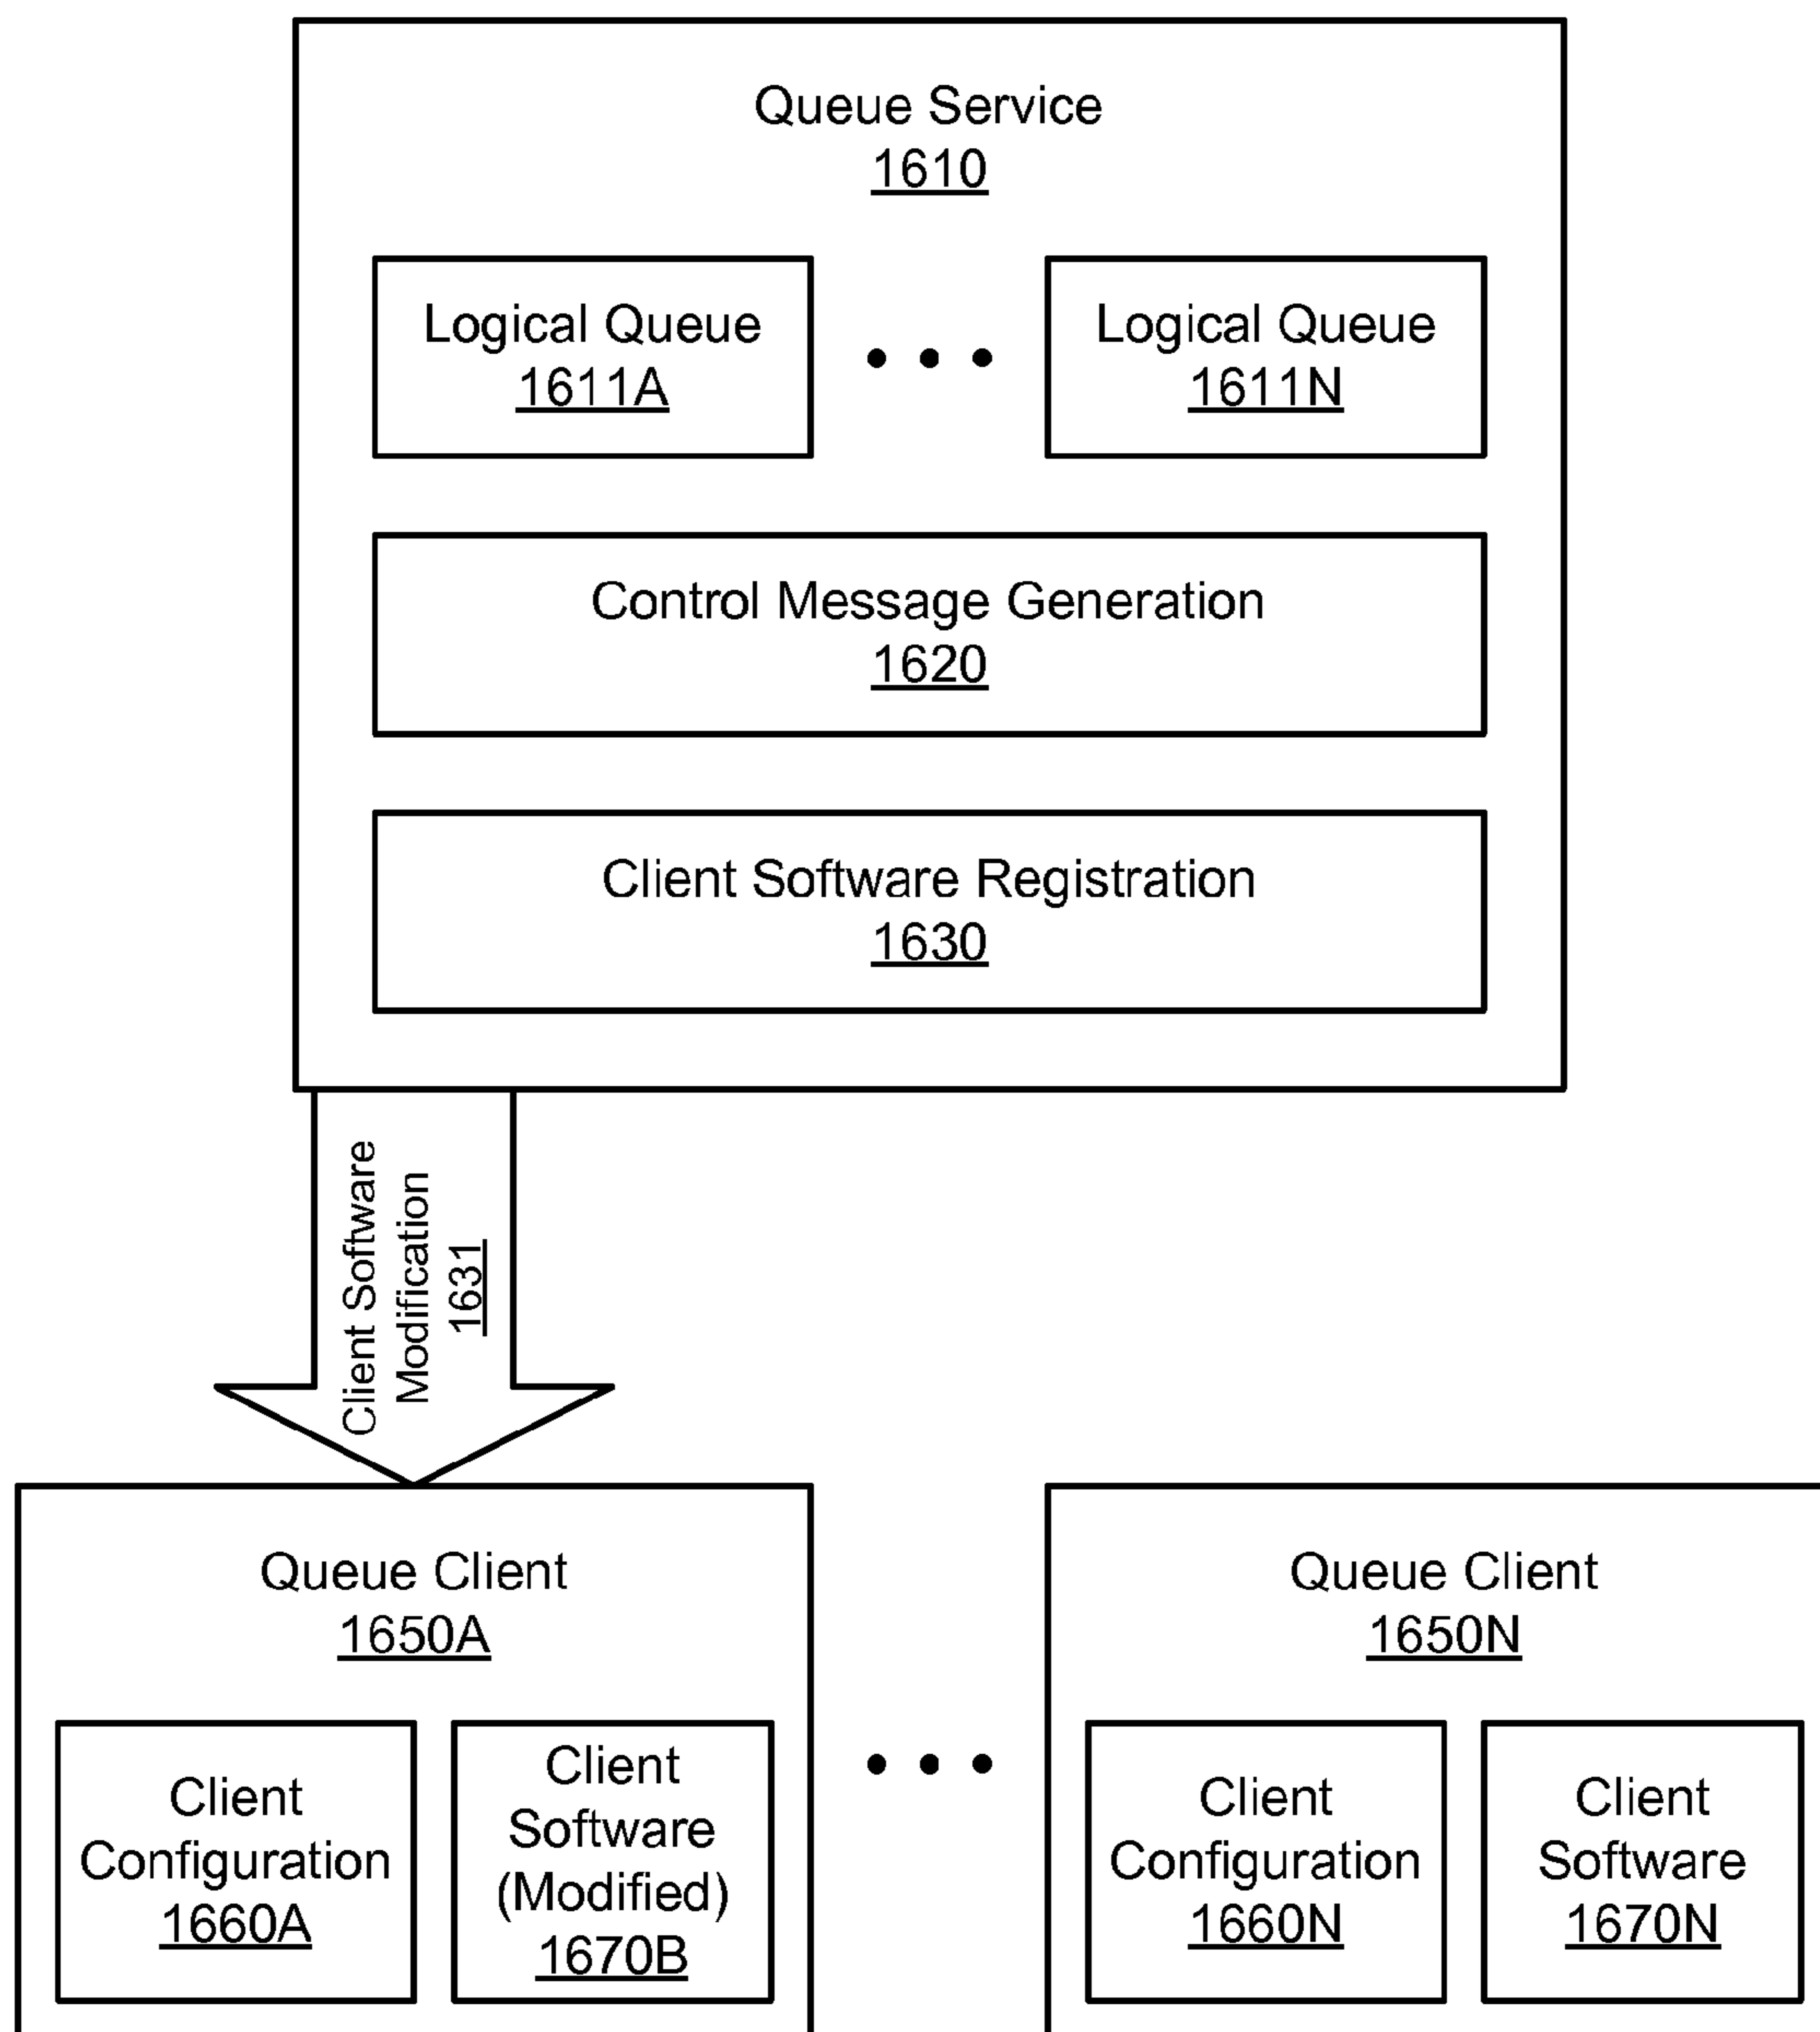 Queue Service
1610
Logical Queue
1611A
Logical Queue
1611N
Control Message Generation
1620
Client Software Registration
1630
Client Software
Modification
1631
Queue Client
1650A
Client
Configuration
1660A
Client
Software
(Modified)
1670B
Queue Client
1650N
Client
Configuration
1660N
Client
Software
1670N